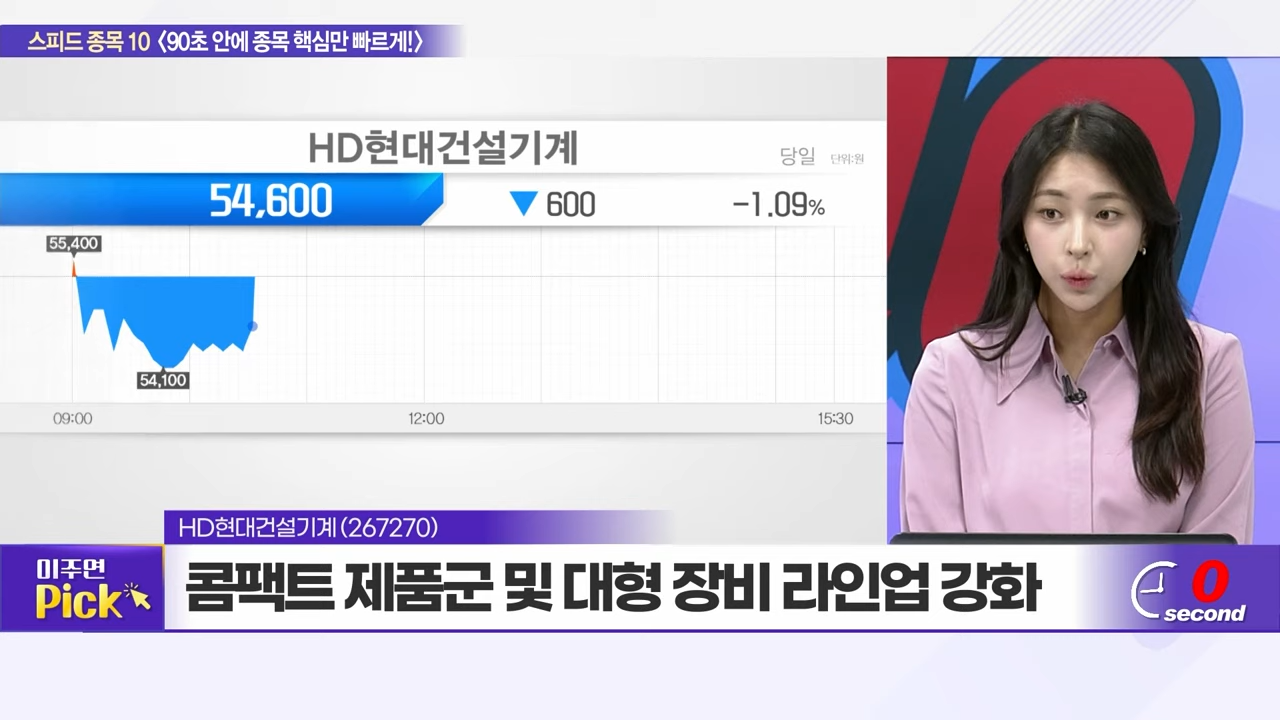 스피드 종목 10 <90초 안에 종목 핵심만 빠르게!>
HD현대건설기계
당일 단위:원
54,600 ▼ 600 -1.09%
55,400
54,100
09:00 12:00 15:30
HD현대건설기계(267270)
미주면
Pick
콤팩트 제품군 및 대형 장비 라인업 강화
0
second